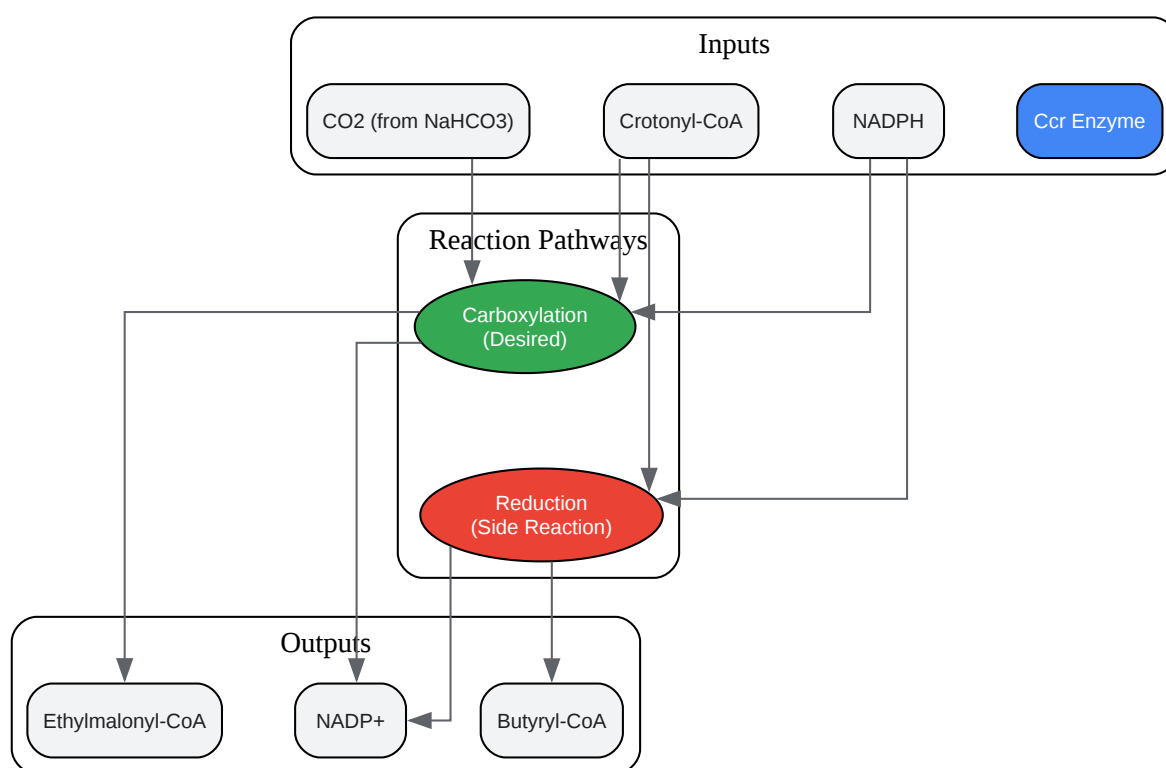 Inputs
CO2 (from NaHCO3)
Crotonyl-CoA
NADPH
Ccr Enzyme
Reaction Pathways
Carboxylation
(Desired)
Reduction
(Side Reaction)
Outputs
Ethylmalonyl-CoA
NADP+
Butyryl-CoA